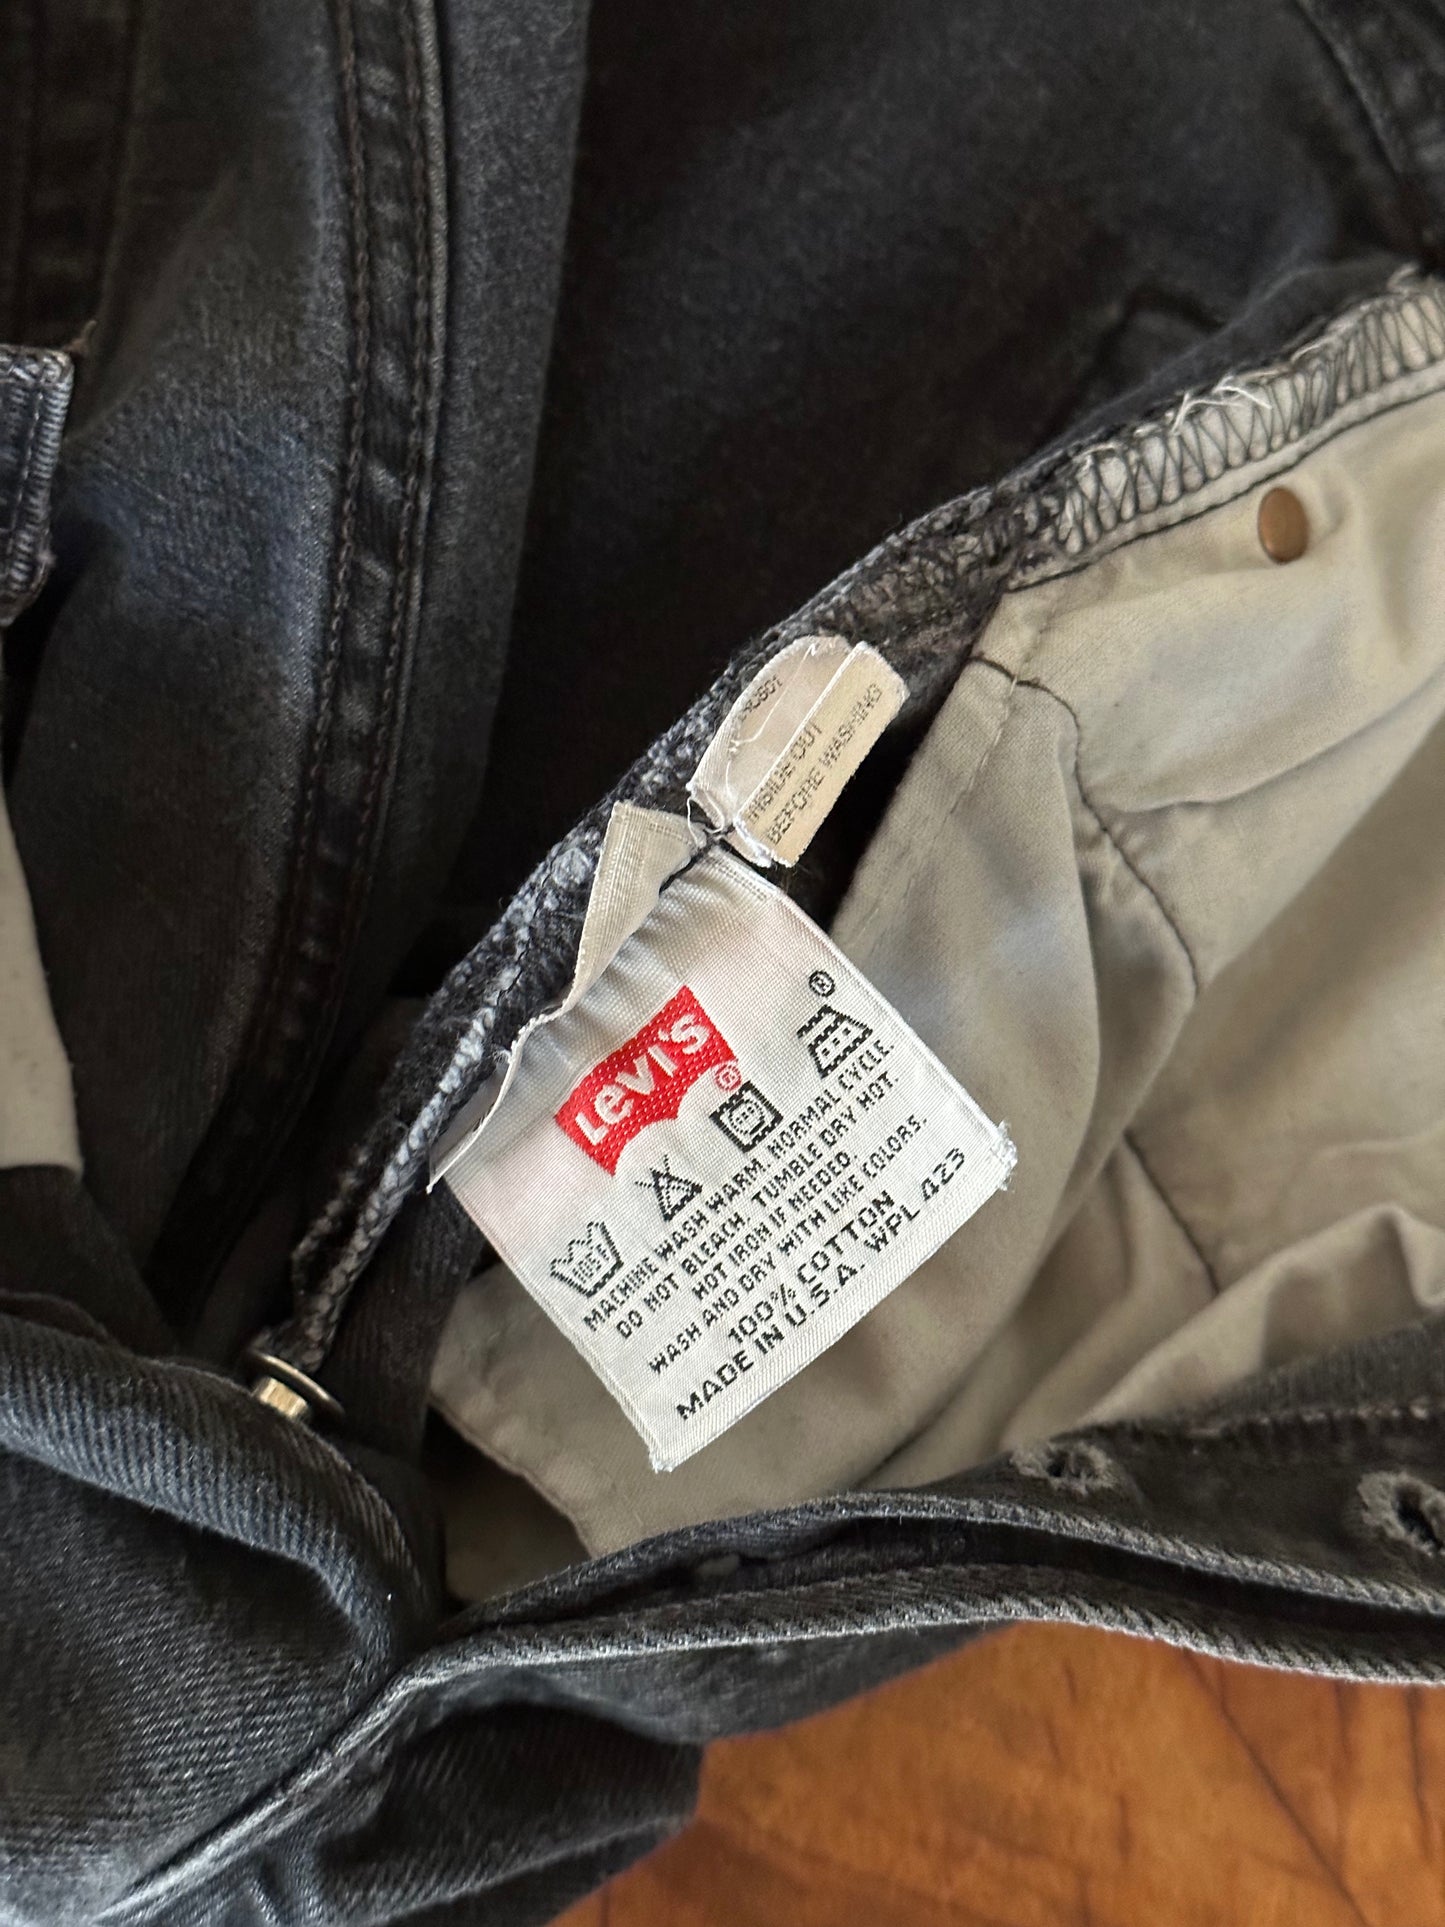 INSIDE OUT
BEFORE WASHING
LEVI'S®
®
MACHINE WASH WARM, NORMAL CYCLE.
DO NOT BLEACH. TUMBLE DRY HOT.
HOT IRON IF NEEDED.
WASH AND DRY WITH LIKE COLORS.
100% COTTON
MADE IN U.S.A. WPL 423